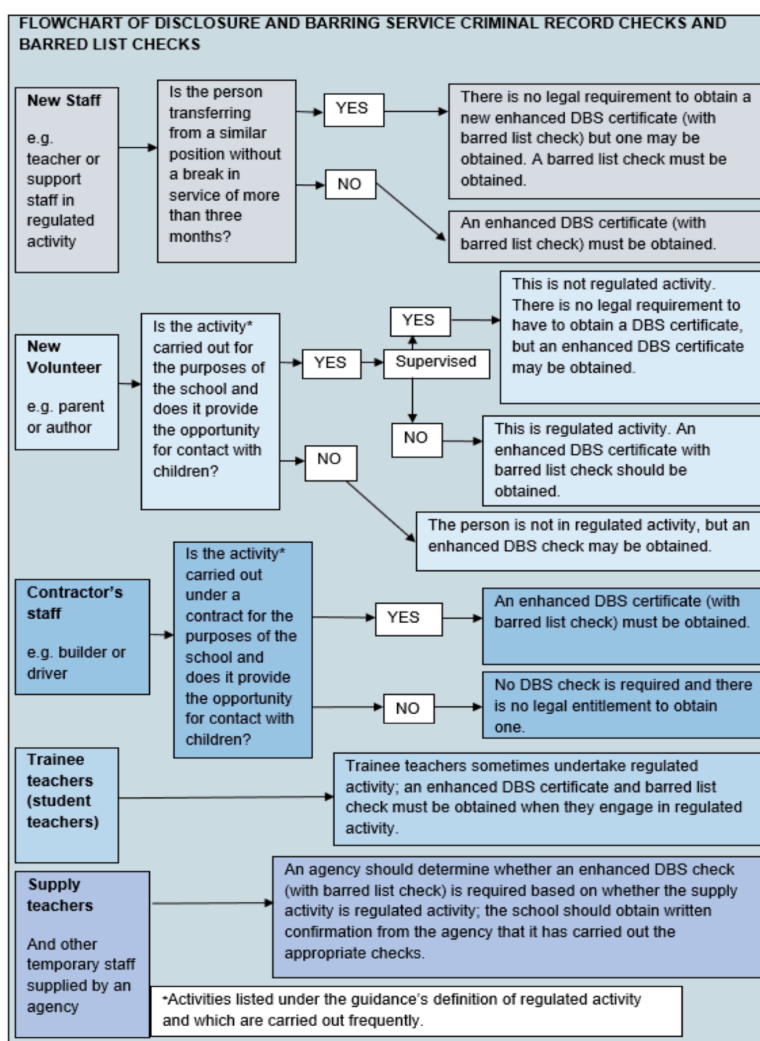 FLOWCHART OF DISCLOSURE AND BARRING SERVICE CRIMINAL RECORD CHECKS AND
BARRED LIST CHECKS
New Staff
e.g.
teacher or
support
staff in
regulated
activity
Is the person
transferring
from a similar
position without
a break in
service of more
than three
months?
YES
There is no legal requirement to obtain a
new enhanced DBS certificate (with
barred list check) but one may be
obtained. A barred list check must be
obtained.
NO
An enhanced DBS certificate (with
barred list check) must be obtained.
New
Volunteer
e.g. parent
or author
Is the activity*
carried out for
the purposes of
the school and
does it provide
the opportunity
for contact with
children?
YES
Supervised
YES
This is not regulated activity.
There is no legal requirement to
have to obtain a DBS certificate,
but an enhanced DBS certificate
may be obtained.
NO
This is regulated activity. An
enhanced DBS certificate with
barred list check should be
obtained.
NO
The person is not in regulated activity, but an
enhanced DBS check may be obtained.
Contractor's
staff
e.g. builder or
driver
Is the activity*
carried out
under a
contract for the
purposes of the
school and
does it provide
the opportunity
for contact with
children?
YES
An enhanced DBS certificate (with
barred list check) must be obtained.
NO
No DBS check is required and there
is no legal entitlement to obtain
one.
Trainee
teachers
(student
teachers)
Trainee teachers sometimes undertake regulated
activity; an enhanced DBS certificate and barred list
check must be obtained when they engage in regulated
activity.
Supply
teachers
And other
temporary staff
supplied by an
agency
An agency should determine whether an enhanced DBS check
(with barred list check) is required based on whether the supply
activity is regulated activity; the school should obtain written
confirmation from the agency that it has carried out the
appropriate checks.
*Activities listed under the guidance's definition of regulated activity
and which are carried out frequently.